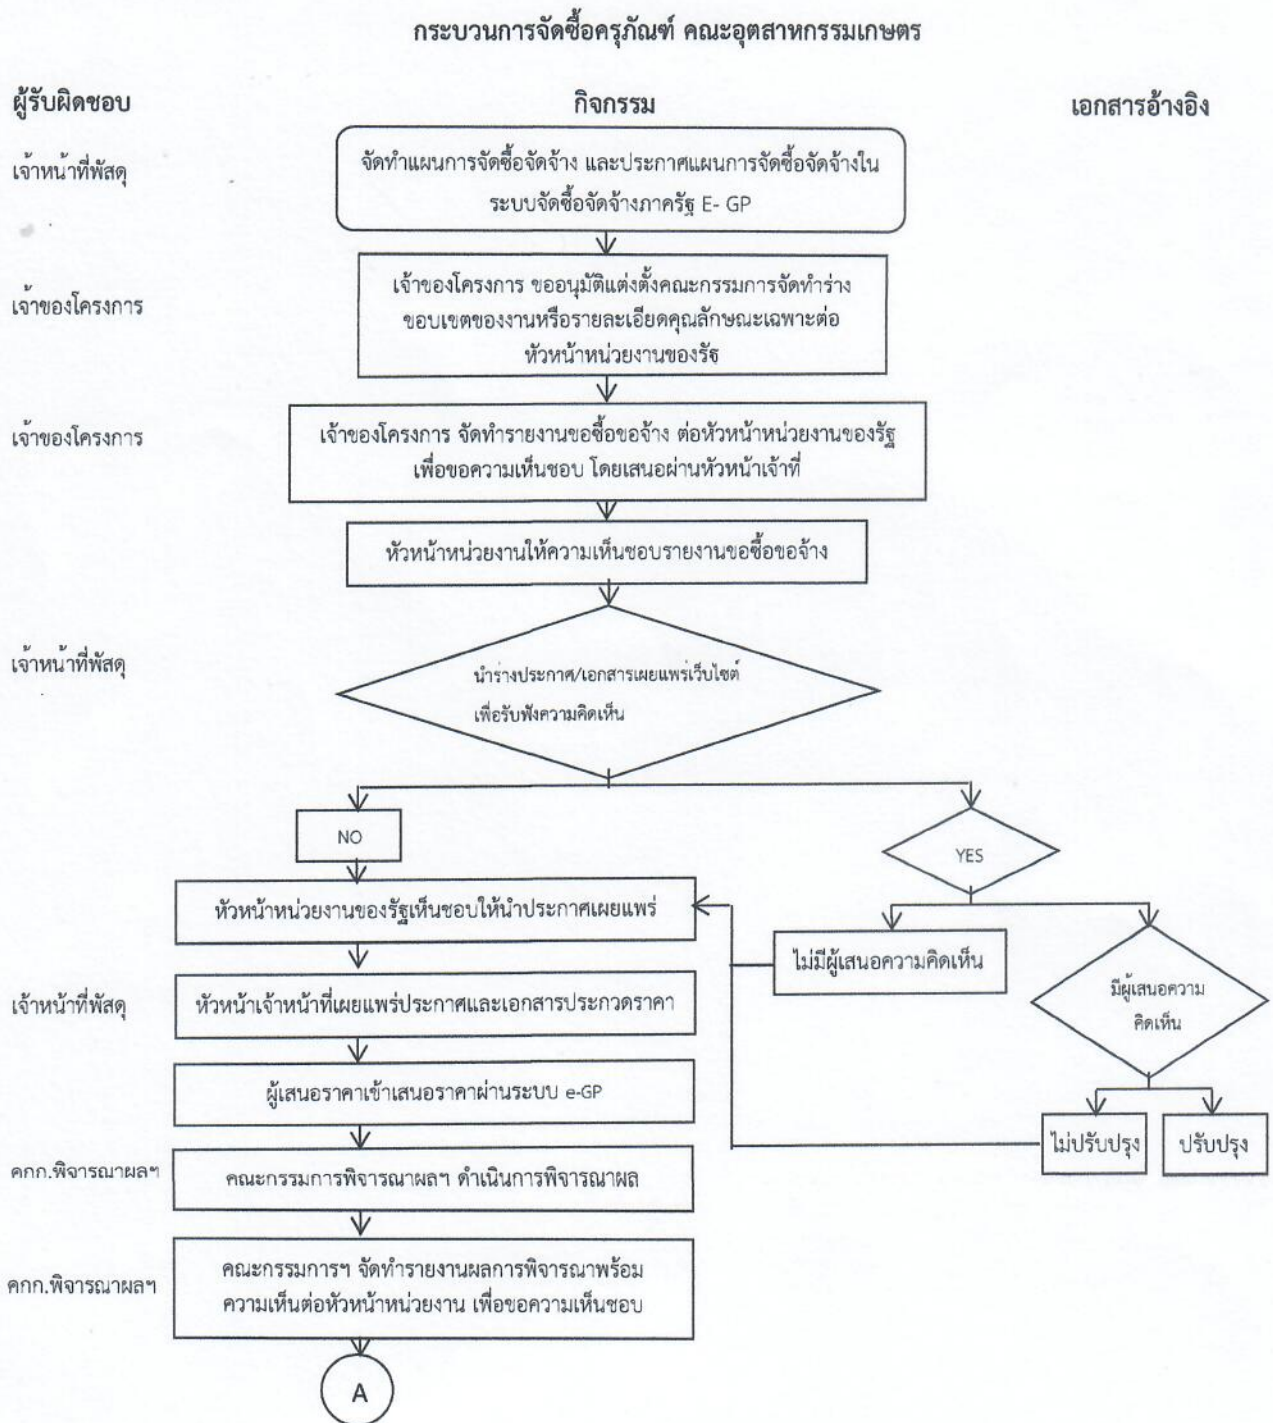 กระบวนการจัดซื้อครุภัณฑ์ คณะอุตสาหกรรมเกษตร
ผู้รับผิดชอบ
กิจกรรม
เอกสารอ้างอิง
เจ้าหน้าที่พัสดุ
จัดทำแผนการจัดซื้อจัดจ้าง และประกาศแผนการจัดซื้อจัดจ้างใน
ระบบจัดซื้อจัดจ้างภาครัฐ E- GP
เจ้าของโครงการ
เจ้าของโครงการ ขออนุมัติแต่งตั้งคณะกรรมการจัดทำร่าง
ขอบเขตของงานหรือรายละเอียดคุณลักษณะเฉพาะต่อ
หัวหน้าหน่วยงานของรัฐ
เจ้าของโครงการ
เจ้าของโครงการ จัดทำรายงานขอซื้อขอจ้าง ต่อหัวหน้าหน่วยงานของรัฐ
เพื่อขอความเห็นชอบ โดยเสนอผ่านหัวหน้าเจ้าที่
หัวหน้าหน่วยงานให้ความเห็นชอบรายงานขอซื้อขอจ้าง
เจ้าหน้าที่พัสดุ
นำร่างประกาศ/เอกสารเผยแพร่เว็บไซต์
เพื่อรับฟังความคิดเห็น
NO
YES
หัวหน้าหน่วยงานของรัฐเห็นชอบให้นำประกาศเผยแพร่
ไม่มีผู้เสนอความคิดเห็น
มีผู้เสนอความ
คิดเห็น
เจ้าหน้าที่พัสดุ
หัวหน้าเจ้าหน้าที่เผยแพร่ประกาศและเอกสารประกวดราคา
ผู้เสนอราคาเข้าเสนอราคาผ่านระบบ e-GP
ไม่ปรับปรุง
ปรับปรุง
คกก.พิจารณาผลฯ
คณะกรรมการพิจารณาผลฯ ดำเนินการพิจารณาผล
คกก.พิจารณาผลฯ
คณะกรรมการฯ จัดทำรายงานผลการพิจารณาพร้อม
ความเห็นต่อหัวหน้าหน่วยงาน เพื่อขอความเห็นชอบ
A